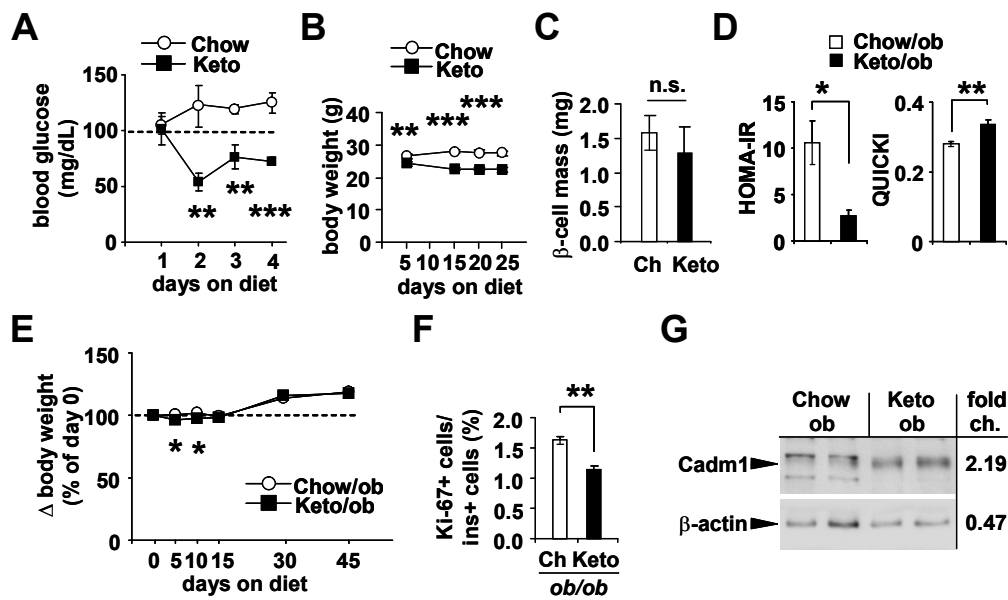 A
Chow
Keto
blood glucose
(mg/dL)
150
100
50
0
**
**
***
1 2 3 4
days on diet
B
Chow
Keto
body weight (g)
40
30
20
10
0
**
***
***
5 10 15 20 25
days on diet
C
n.s.
β-cell mass (mg)
2.0
1.5
1.0
0.5
0.0
Ch Keto
D
Chow/ob
Keto/ob
*
HOMA-IR
15
10
5
0
**
QUICKI
0.4
0.2
0
E
Δ body weight
(% of day 0)
150
100
50
0
* *
Chow/ob
Keto/ob
0 5 10 15 30 45
days on diet
F
**
Ki-67+ cells/
ins+ cells (%)
2.0
1.5
1.0
0.5
0.0
Ch Keto
ob/ob
G
Chow Keto fold
ob ob ch.
Cadm1 2.19
β-actin 0.47